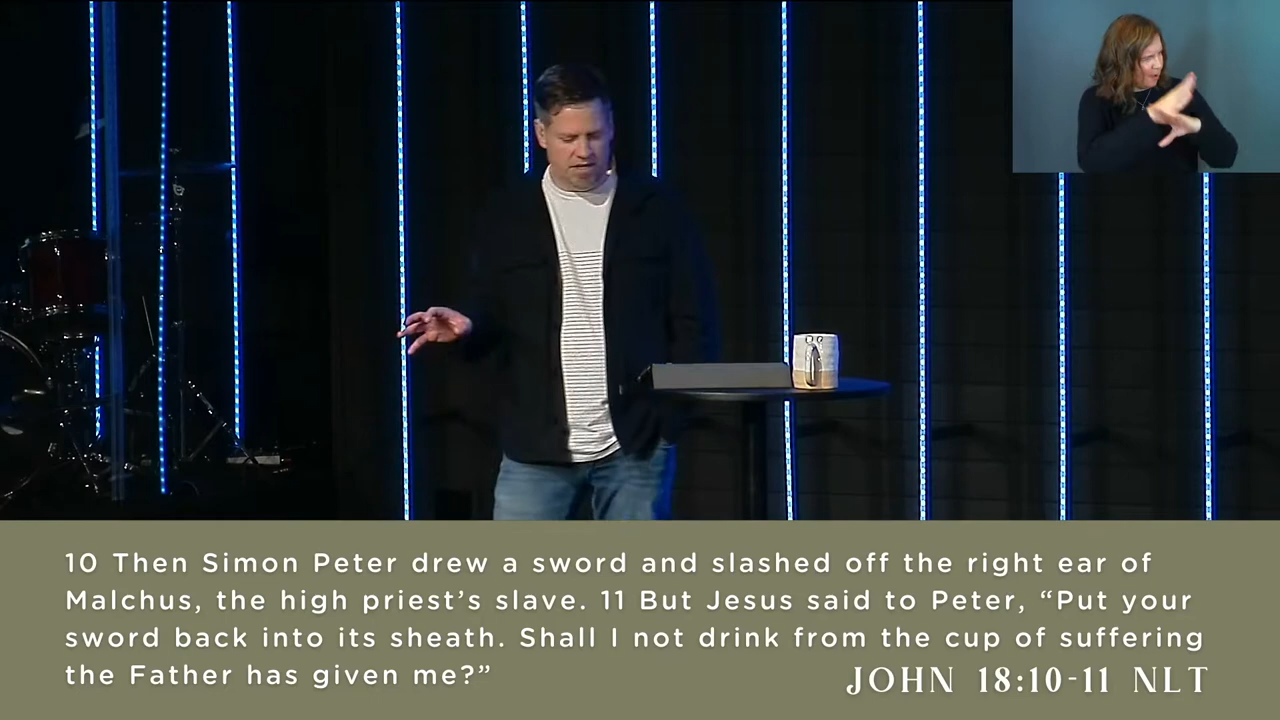 10 Then Simon Peter drew a sword and slashed off the right ear of
Malchus, the high priest’s slave. 11 But Jesus said to Peter, “Put your
sword back into its sheath. Shall I not drink from the cup of suffering
the Father has given me?”
JOHN 18:10-11 NLT